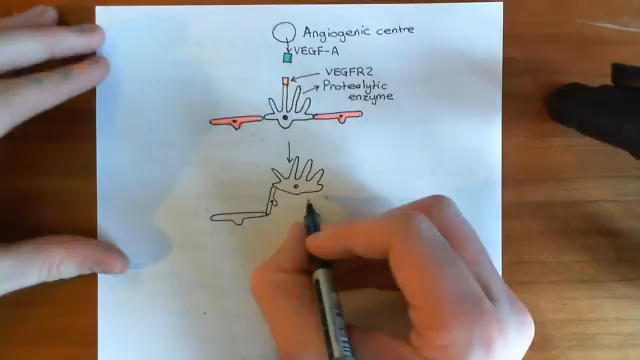 Angiogenic centre
VEGF-A
VEGFR2
Proteolytic
enzyme